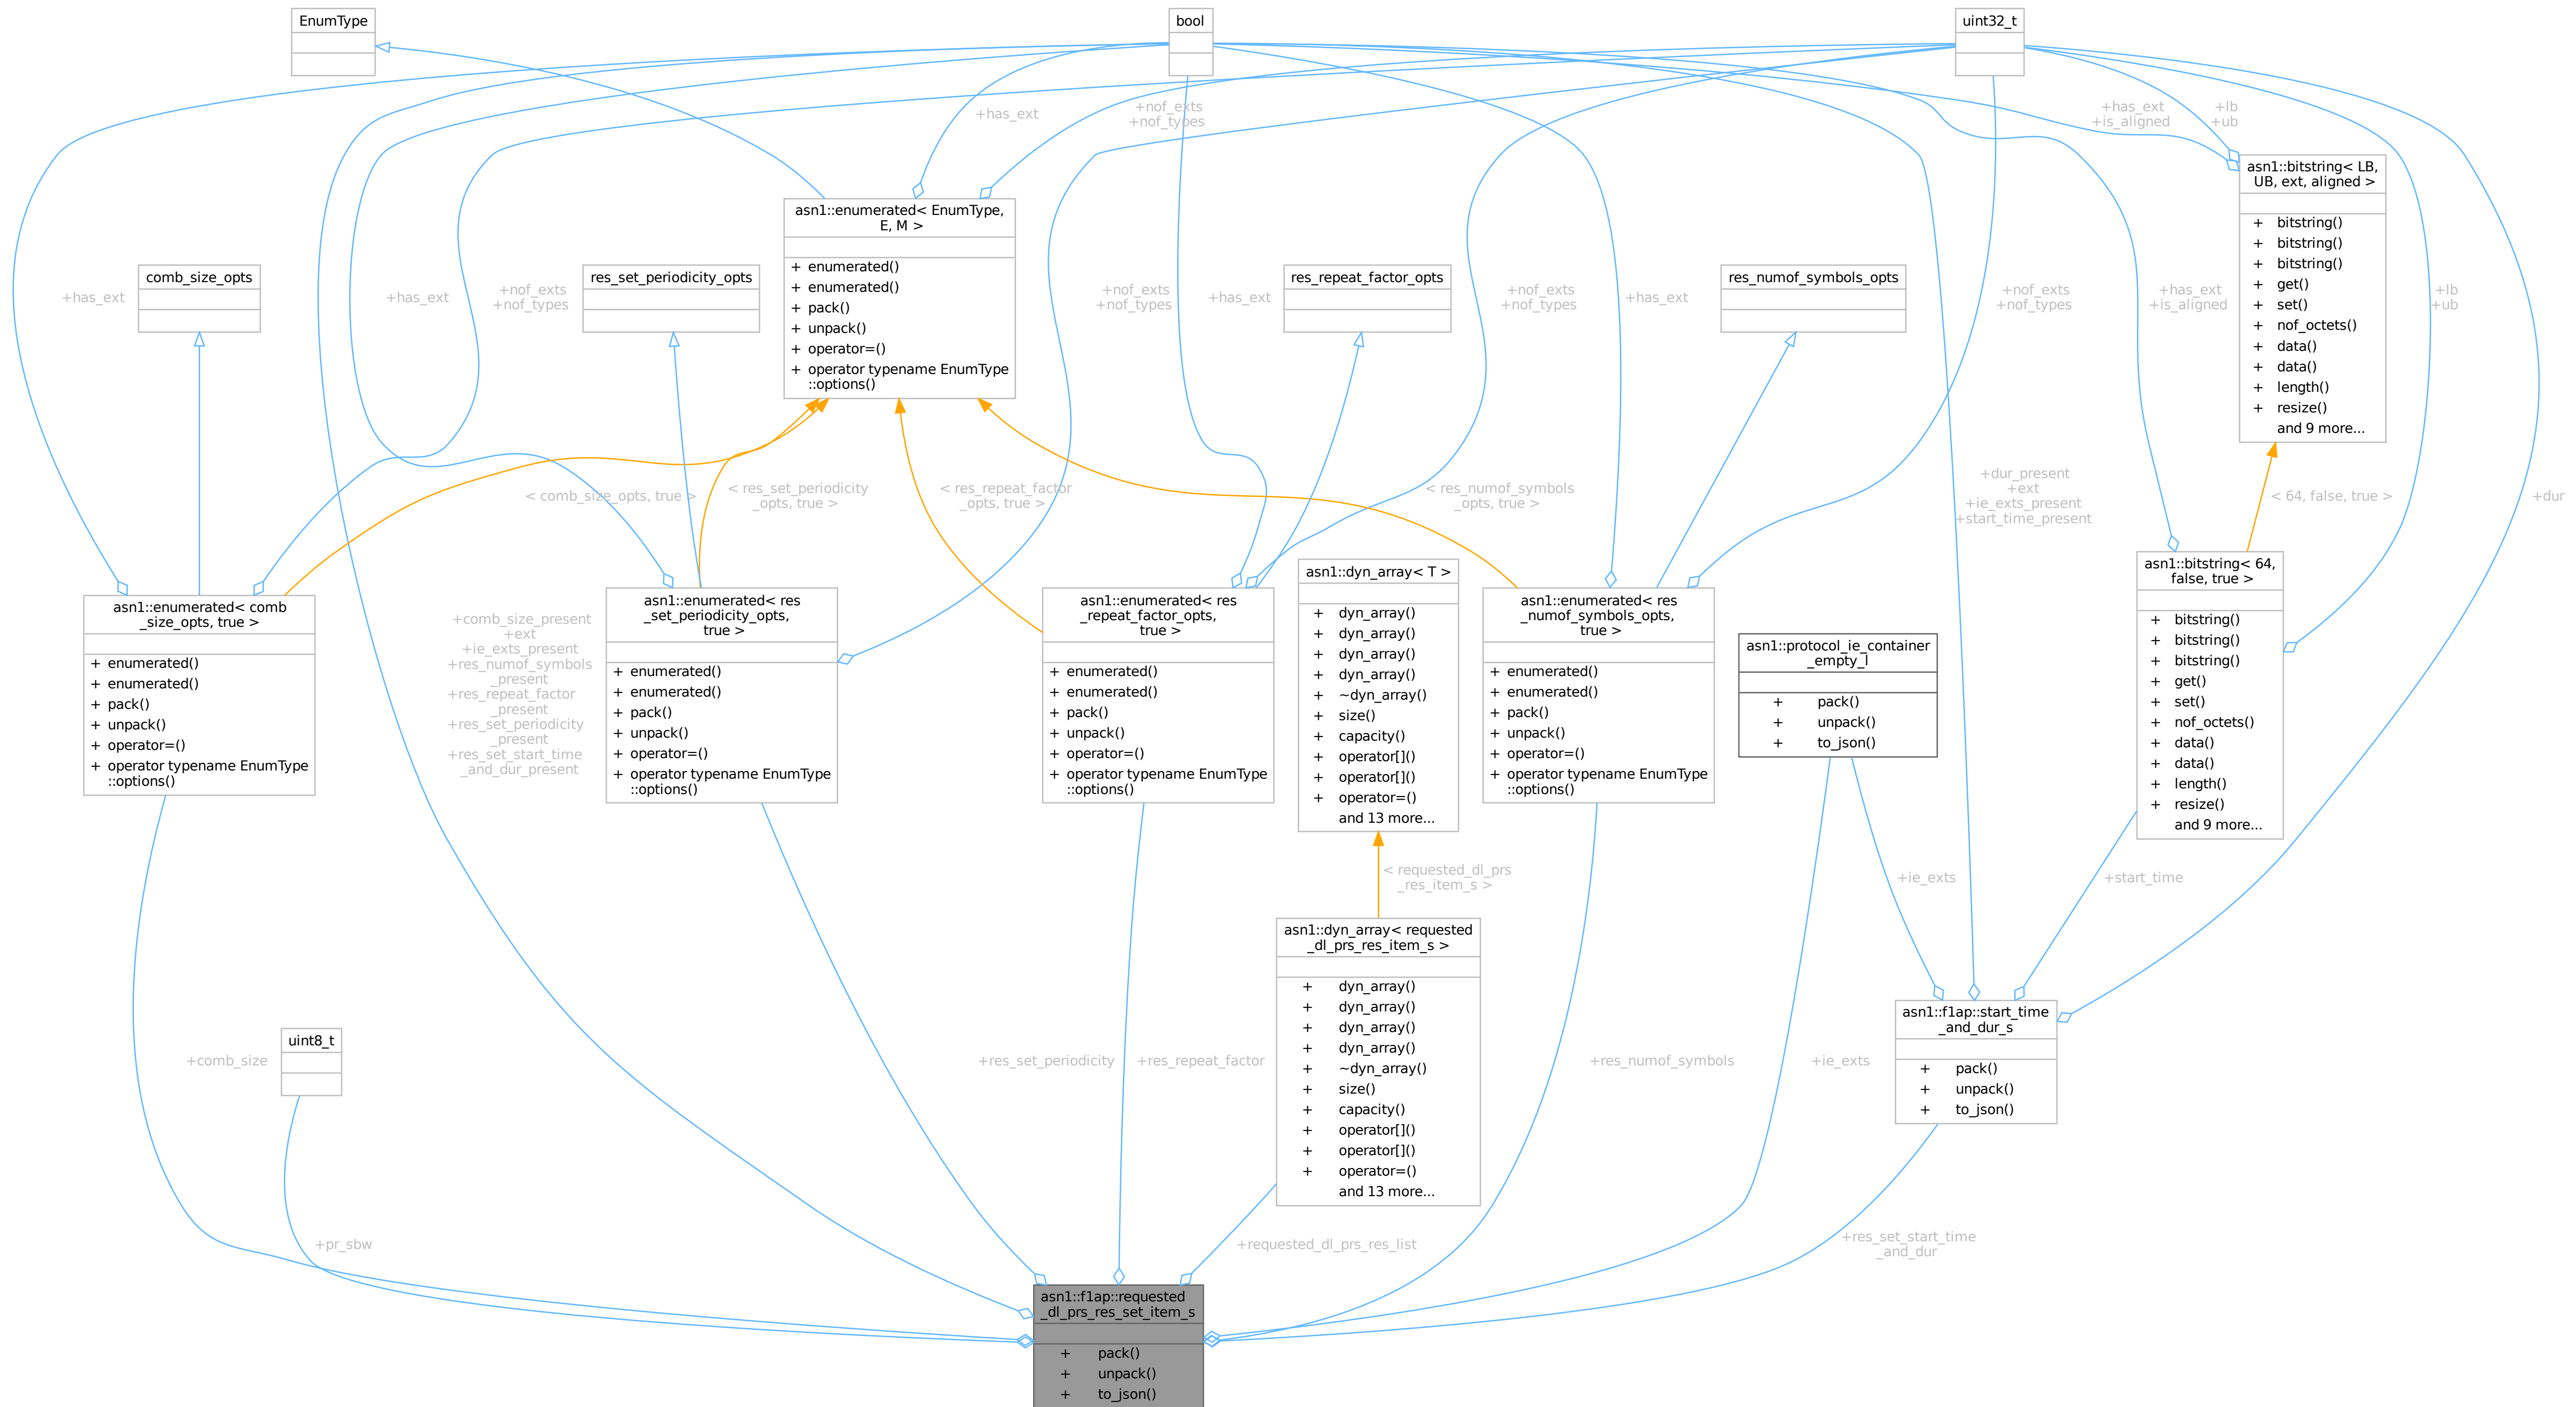 EnumType
bool
uint32_t
+has_ext
+nof_exts
+nof_types
+has_ext
+is_aligned
+lb
+ub
asn1::bitstring< LB,
UB, ext, aligned >
+ bitstring()
+ bitstring()
+ bitstring()
+ get()
+ set()
+ nof_octets()
+ data()
+ data()
+ length()
+ resize()
and 9 more...
asn1::enumerated< EnumType,
E, M >
+ enumerated()
+ enumerated()
+ pack()
+ unpack()
+ operator=()
+ operator typename EnumType
::options()
comb_size_opts
res_set_periodicity_opts
res_repeat_factor_opts
res_numof_symbols_opts
+has_ext
+has_ext
+nof_exts
+nof_types
+nof_exts
+nof_types
+has_ext
+nof_exts
+nof_types
+has_ext
+nof_exts
+nof_types
+has_ext
+is_aligned
+lb
+ub
< comb_size_opts, true >
< res_set_periodicity
_opts, true >
< res_repeat_factor
_opts, true >
< res_numof_symbols
_opts, true >
+dur_present
+ext
+ie_exts_present
+start_time_present
< 64, false, true >
+dur
asn1::enumerated< comb
_size_opts, true >
+ enumerated()
+ enumerated()
+ pack()
+ unpack()
+ operator=()
+ operator typename EnumType
::options()
+comb_size_present
+ext
+ie_exts_present
+res_numof_symbols
_present
+res_repeat_factor
_present
+res_set_periodicity
_present
+res_set_start_time
_and_dur_present
asn1::enumerated< res
_set_periodicity_opts,
true >
+ enumerated()
+ enumerated()
+ pack()
+ unpack()
+ operator=()
+ operator typename EnumType
::options()
asn1::enumerated< res
_repeat_factor_opts,
true >
+ enumerated()
+ enumerated()
+ pack()
+ unpack()
+ operator=()
+ operator typename EnumType
::options()
asn1::dyn_array< T >
+ dyn_array()
+ dyn_array()
+ dyn_array()
+ dyn_array()
+ ~dyn_array()
+ size()
+ capacity()
+ operator[]()
+ operator[]()
+ operator=()
and 13 more...
asn1::enumerated< res
_numof_symbols_opts,
true >
+ enumerated()
+ enumerated()
+ pack()
+ unpack()
+ operator=()
+ operator typename EnumType
::options()
asn1::protocol_ie_container
_empty_l
+ pack()
+ unpack()
+ to_json()
asn1::bitstring< 64,
false, true >
+ bitstring()
+ bitstring()
+ bitstring()
+ get()
+ set()
+ nof_octets()
+ data()
+ data()
+ length()
+ resize()
and 9 more...
< requested_dl_prs
_res_item_s >
+ie_exts
+start_time
asn1::dyn_array< requested
_dl_prs_res_item_s >
+ dyn_array()
+ dyn_array()
+ dyn_array()
+ dyn_array()
+ ~dyn_array()
+ size()
+ capacity()
+ operator[]()
+ operator[]()
+ operator=()
and 13 more...
asn1::f1ap::start_time
_and_dur_s
+ pack()
+ unpack()
+ to_json()
uint8_t
+comb_size
+res_set_periodicity
+res_repeat_factor
+res_numof_symbols
+ie_exts
+pr_sbw
+requested_dl_prs_res_list
+res_set_start_time
_and_dur
asn1::f1ap::requested
_dl_prs_res_set_item_s
+ pack()
+ unpack()
+ to_json()